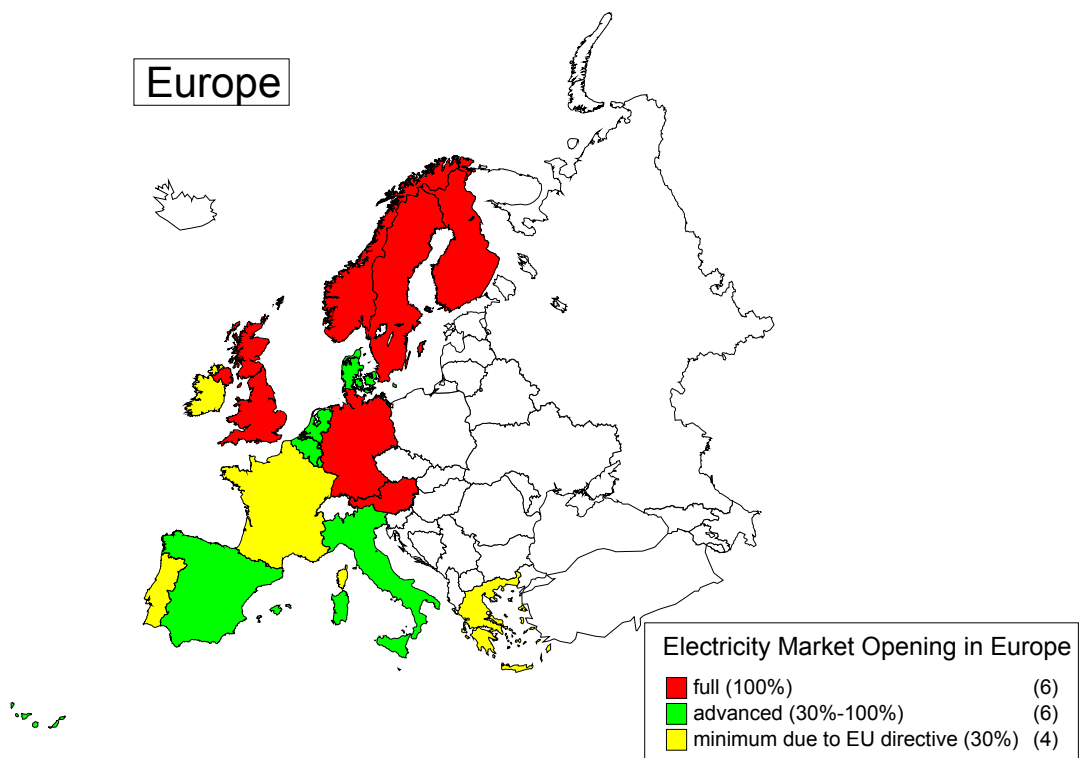 Europe
Electricity Market Opening in Europe
full (100%) (6)
advanced (30%-100%) (6)
minimum due to EU directive (30%) (4)